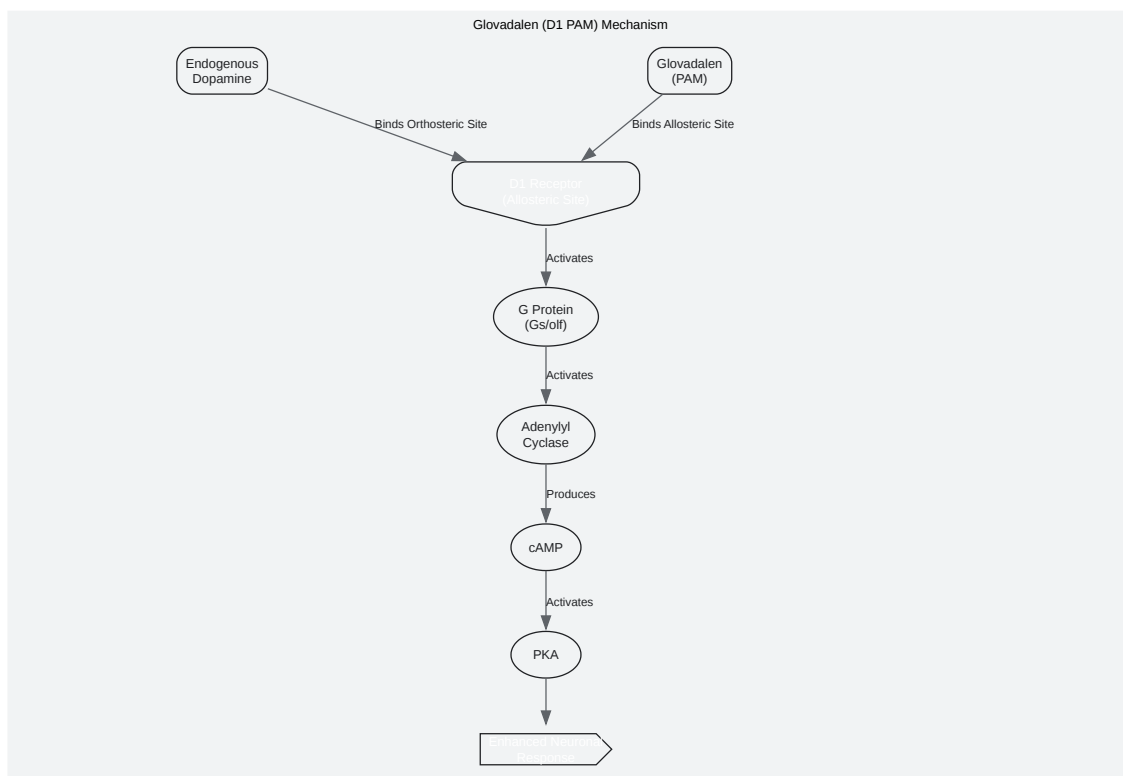 Glovadalen (D1 PAM) Mechanism
Endogenous
Dopamine
Glovadalen
(PAM)
Binds Orthosteric Site
Binds Allosteric Site
D1 Receptor
(Allosteric Site)
Activates
G Protein
(Gs/olf)
Activates
Adenylyl
Cyclase
Produces
cAMP
Activates
PKA
Enhanced Neuronal
Response